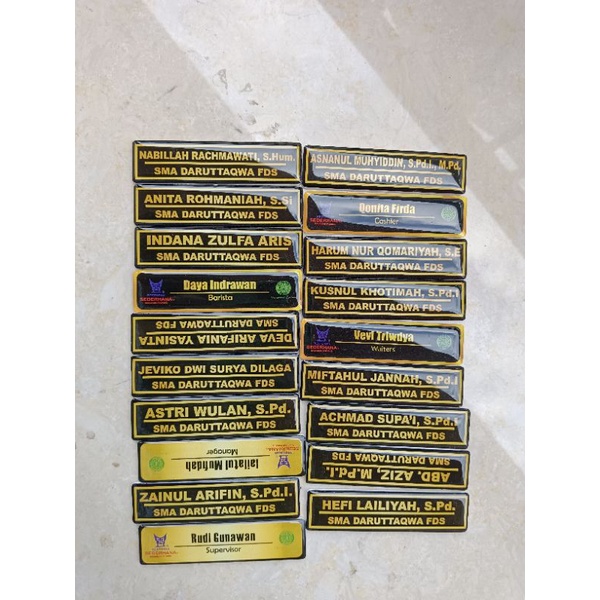 NABILLAH RACHMAWATI, S.Hum.
SMA DARUTTAQWA FDS
ANITA ROHMANIAH, S.Si
SMA DARUTTAQWA FDS
INDANA ZULFA ARIS
SMA DARUTTAQWA FDS
Daya Indrawan
Barista
DEVA ARIFANIA YASINTA
SMA DARUTTAQWA FDS
JEVIKO DWI SURYA DILAGA
SMA DARUTTAQWA FDS
ASTRI WULAN, S.Pd.
SMA DARUTTAQWA FDS
lailatul Muhdah
Manager
ZAINUL ARIFIN, S.Pd.I.
SMA DARUTTAQWA FDS
Rudi Gunawan
Supervisor
ASNANUL MUHYIDDIN, S.Pd.I., M.Pd.
SMA DARUTTAQWA FDS
Qonita Firda
Cashier
HARUM NUR QOMARIYAH, S.E
SMA DARUTTAQWA FDS
KUSNUL KHOTIMAH, S.Pd.I
SMA DARUTTAQWA FDS
Vevi Triwdya
Waiters
MIFTAHUL JANNAH, S.Pd.I
SMA DARUTTAQWA FDS
ACHMAD SUPA'I, S.Pd.I
SMA DARUTTAQWA FDS
ABD. AZIZ, M.Pd.I.
SMA DARUTTAQWA FDS
HEFI LAILIYAH, S.Pd.
SMA DARUTTAQWA FDS